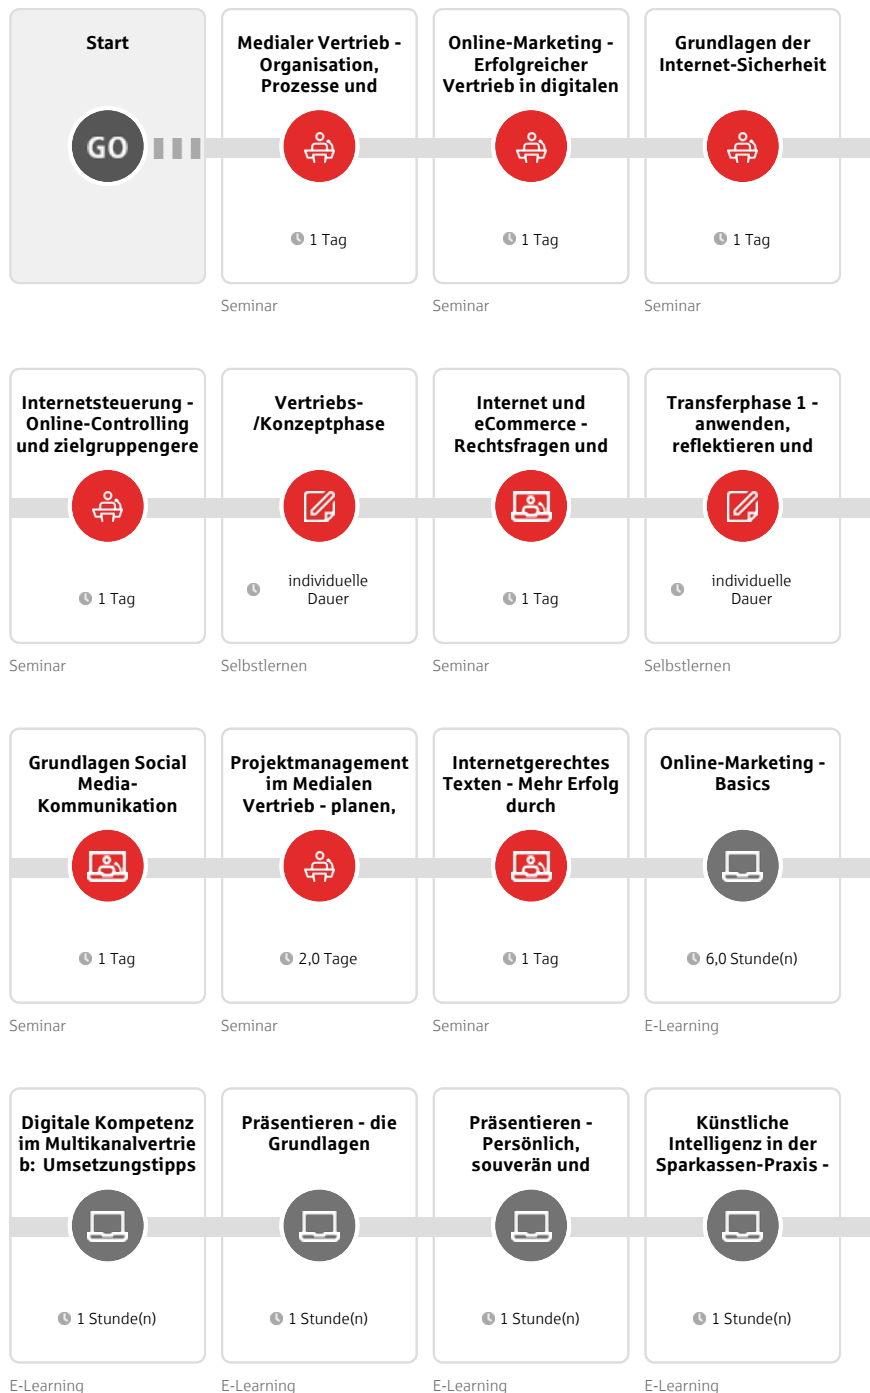 Start
GO
Medialer Vertrieb -
Organisation,
Prozesse und
1 Tag
Seminar
Online-Marketing -
Erfolgreicher
Vertrieb in digitalen
1 Tag
Seminar
Grundlagen der
Internet-Sicherheit
1 Tag
Seminar
Internetsteuerung -
Online-Controlling
und zielgruppengere
1 Tag
Seminar
Vertriebs-
/Konzeptphase
individuelle
Dauer
Selbstlernen
Internet und
eCommerce -
Rechtsfragen und
1 Tag
Seminar
Transferphase 1 -
anwenden,
reflektieren und
individuelle
Dauer
Selbstlernen
Grundlagen Social
Media-
Kommunikation
1 Tag
Seminar
Projektmanagement
im Medialen
Vertrieb - planen,
2,0 Tage
Seminar
Internetgerechtes
Texten - Mehr Erfolg
durch
1 Tag
Seminar
Online-Marketing -
Basics
6,0 Stunde(n)
E-Learning
Digitale Kompetenz
im Multikanalvertrie
b: Umsetzungstipps
1 Stunde(n)
E-Learning
Präsentieren - die
Grundlagen
1 Stunde(n)
E-Learning
Präsentieren -
Persönlich,
souverän und
1 Stunde(n)
E-Learning
Künstliche
Intelligenz in der
Sparkassen-Praxis -
1 Stunde(n)
E-Learning